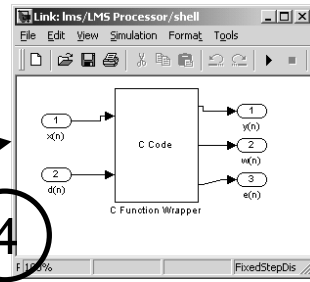 Link: lms/LMS Processor/shell
File Edit View Simulation Format Tools
1
x(n)
2
d(n)
C Code
C Function Wrapper
1
y(n)
2
w(n)
3
e(n)
4
FixedStepDis